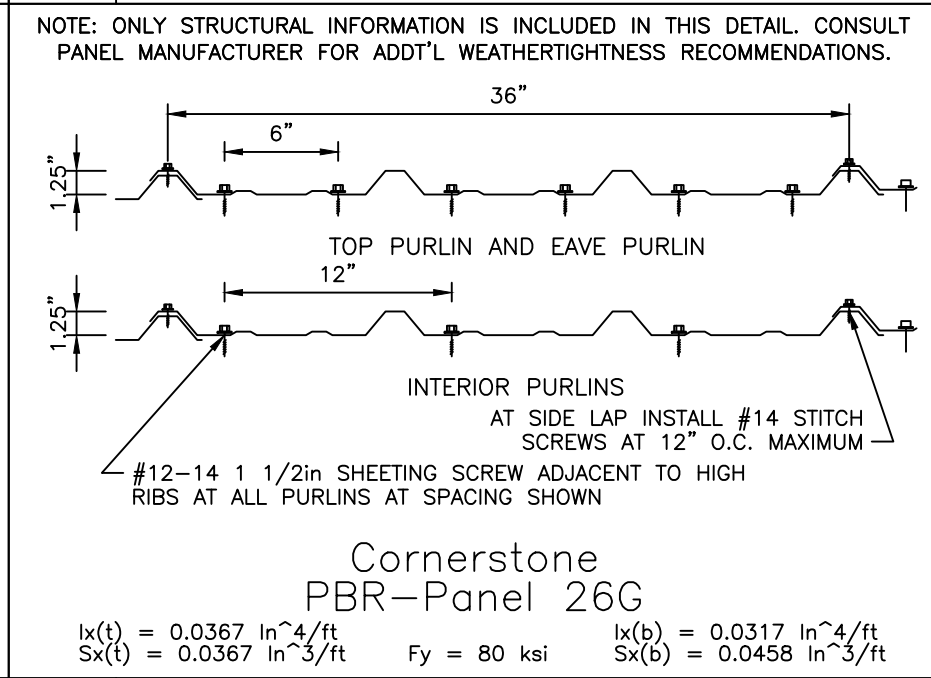 NOTE: ONLY STRUCTURAL INFORMATION IS INCLUDED IN THIS DETAIL. CONSULT
PANEL MANUFACTURER FOR ADDT'L WEATHERTIGHTNESS RECOMMENDATIONS.
36"
6"
1.25"
TOP PURLIN AND EAVE PURLIN
12"
1.25"
INTERIOR PURLINS
AT SIDE LAP INSTALL #14 STITCH
SCREWS AT 12" O.C. MAXIMUM
#12-14 1 1/2in SHEETING SCREW ADJACENT TO HIGH
RIBS AT ALL PURLINS AT SPACING SHOWN
Cornerstone
PBR-Panel 26G
Ix(t) = 0.0367 In^4/ft Ix(b) = 0.0317 In^4/ft
Sx(t) = 0.0367 In^3/ft Fy = 80 ksi Sx(b) = 0.0458 In^3/ft